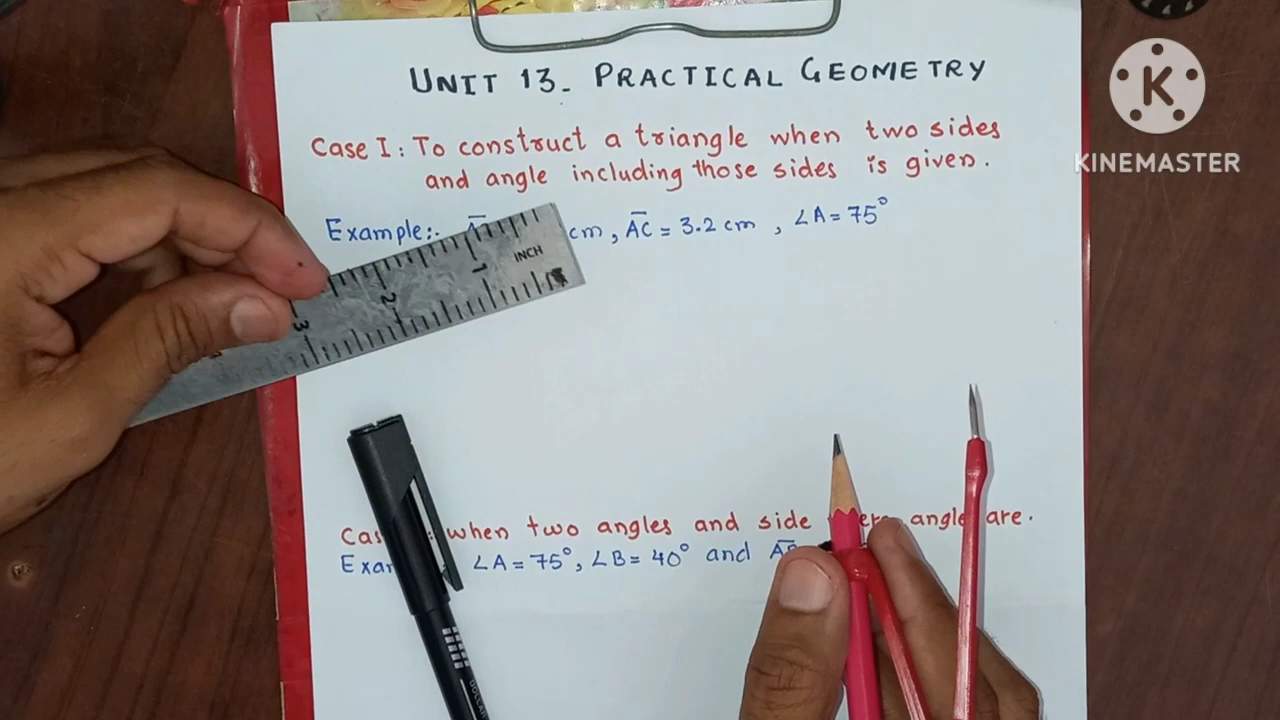 UNIT 13. PRACTICAL GEOMETRY
Case I: To construct a triangle when two sides
and angle including those sides is given.
Example:. cm, AC = 3.2 cm, ∠A = 75°
when two angles and side angle are.
∠A = 75°, ∠B = 40° and
INCH
1
2
3
K
KINEMASTER
DOLLAR